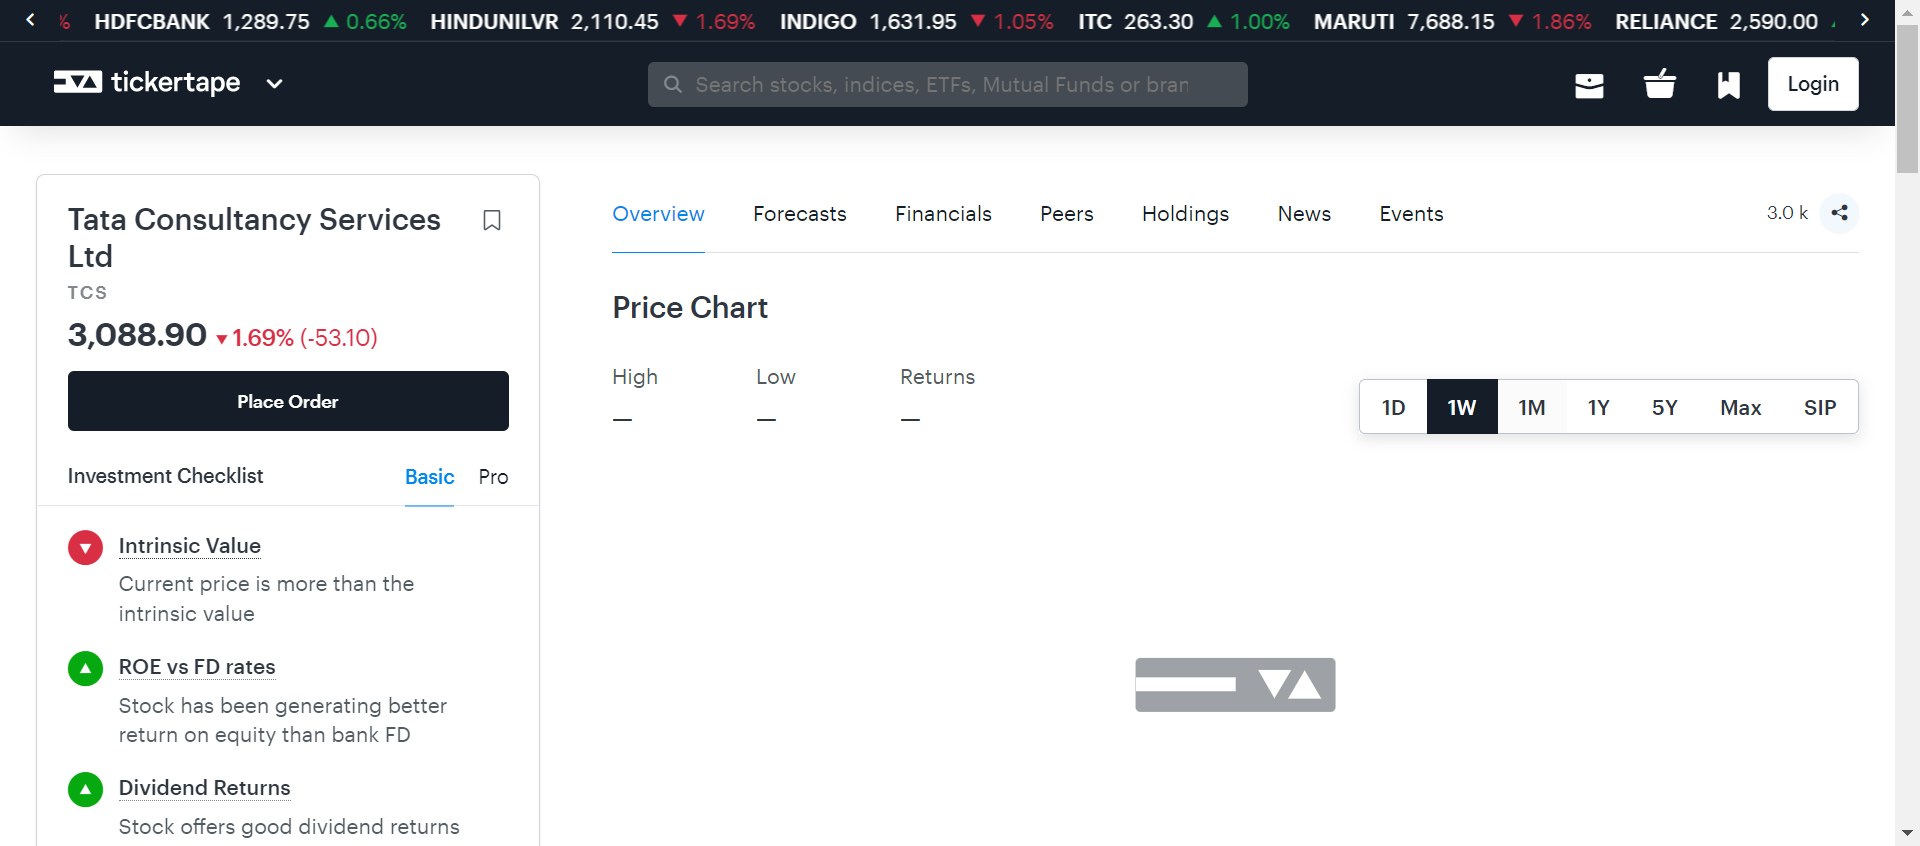 % HDFCBANK 1,289.75 ▲ 0.66% HINDUNILVR 2,110.45 ▼ 1.69% INDIGO 1,631.95 ▼ 1.05% ITC 263.30 ▲ 1.00% MARUTI 7,688.15 ▼ 1.86% RELIANCE 2,590.00
tickertape
Search stocks, indices, ETFs, Mutual Funds or bran
Login
Tata Consultancy Services
Ltd
TCS
3,088.90 ▼ 1.69% (-53.10)
Place Order
Investment Checklist Basic Pro
Intrinsic Value
Current price is more than the
intrinsic value
ROE vs FD rates
Stock has been generating better
return on equity than bank FD
Dividend Returns
Stock offers good dividend returns
Overview Forecasts Financials Peers Holdings News Events 3.0 k
Price Chart
High Low Returns
— — —
1D 1W 1M 1Y 5Y Max SIP